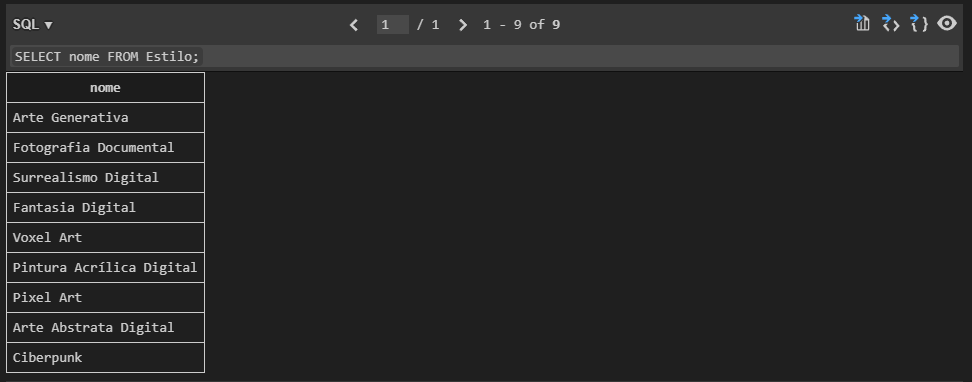 SQL ▼ 1 / 1 1 - 9 of 9
SELECT nome FROM Estilo;
nome
Arte Generativa
Fotografia Documental
Surrealismo Digital
Fantasia Digital
Voxel Art
Pintura Acrílica Digital
Pixel Art
Arte Abstrata Digital
Ciberpunk